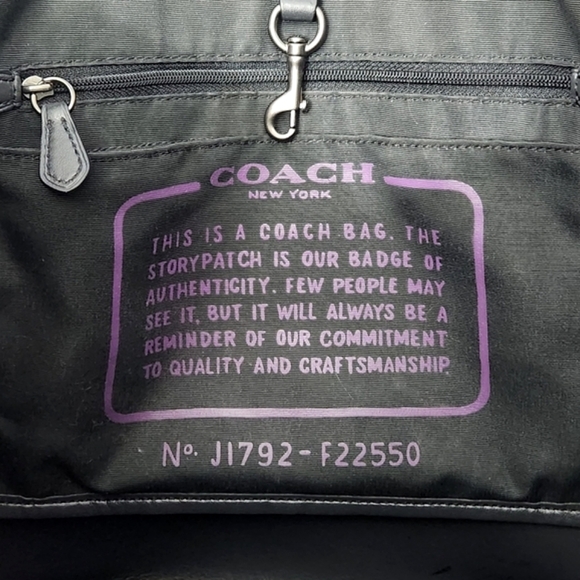 COACH
NEW YORK
THIS IS A COACH BAG. THE
STORYPATCH IS OUR BADGE OF
AUTHENTICITY. FEW PEOPLE MAY
SEE IT, BUT IT WILL ALWAYS BE A
REMINDER OF OUR COMMITMENT
TO QUALITY AND CRAFTSMANSHIP.
No. J1792-F22550